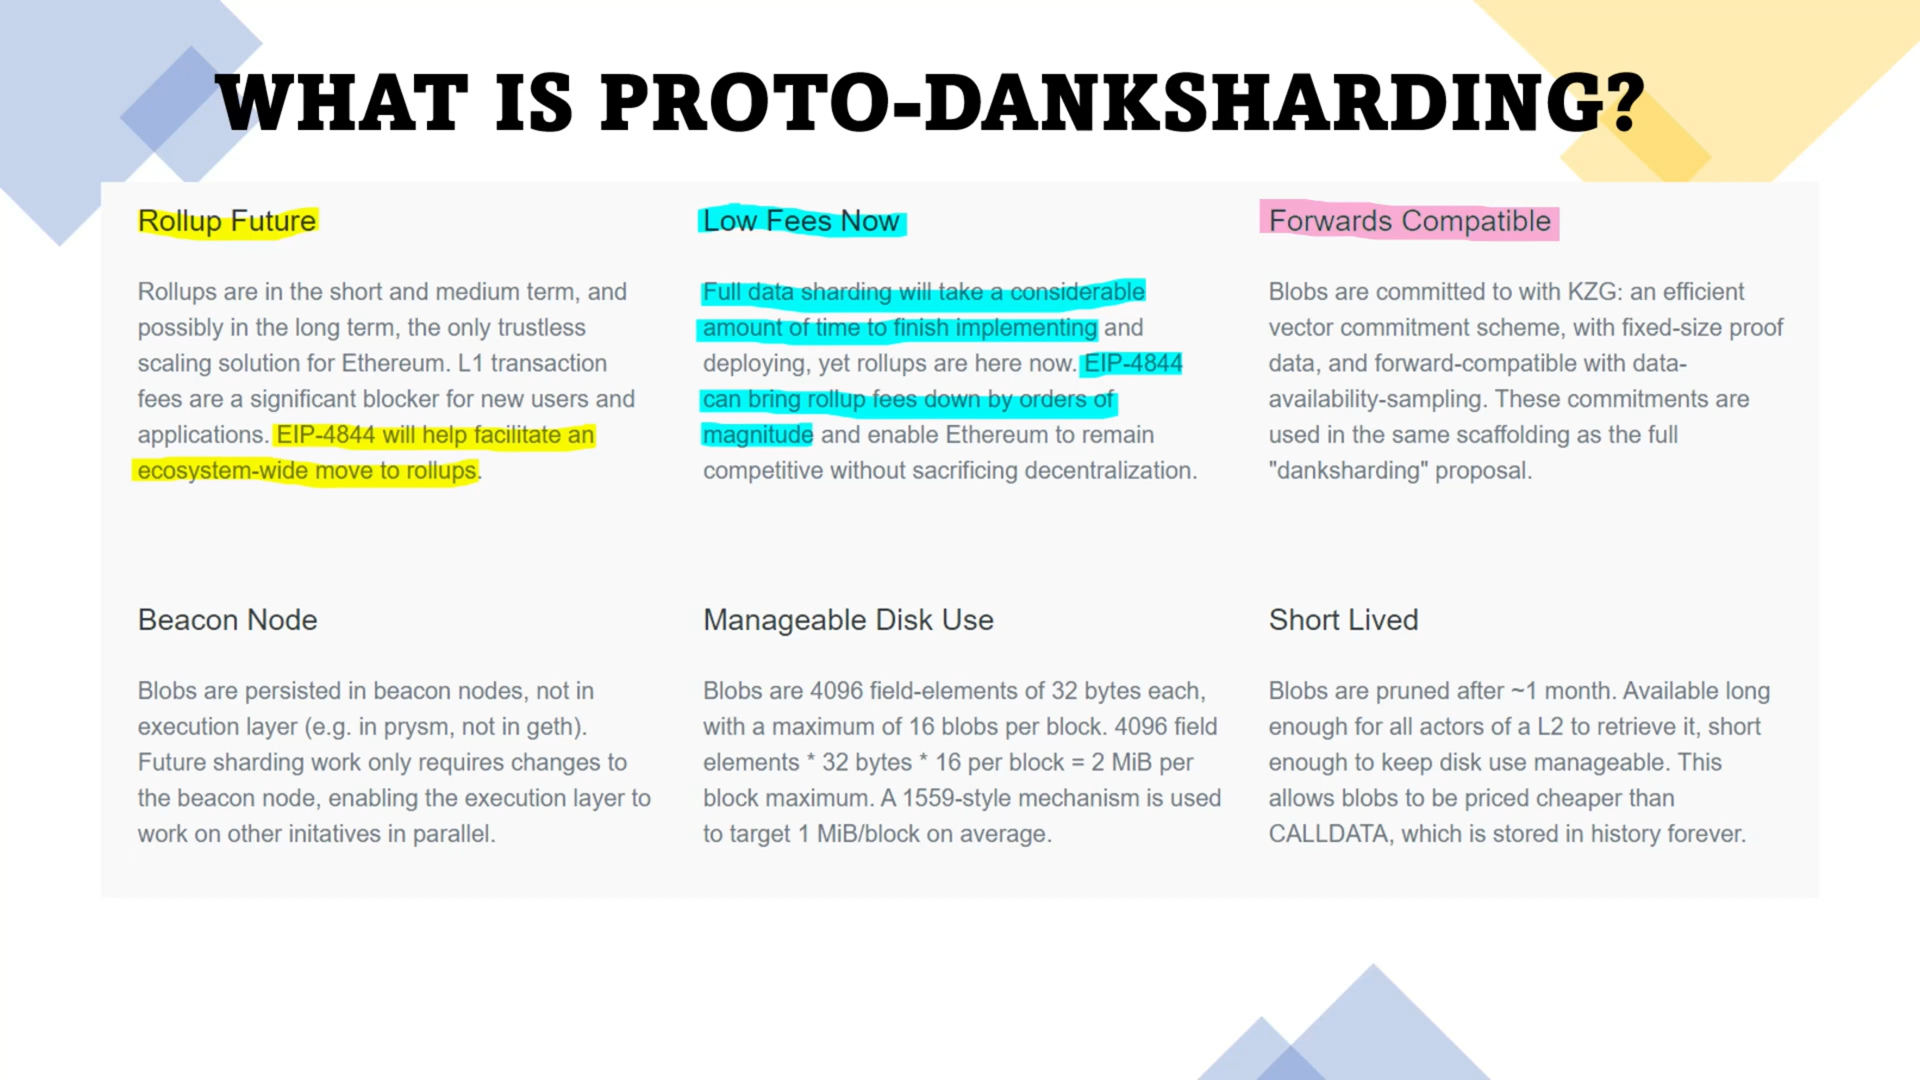 WHAT IS PROTO-DANKSHARDING?
Rollup Future
Rollups are in the short and medium term, and
possibly in the long term, the only trustless
scaling solution for Ethereum. L1 transaction
fees are a significant blocker for new users and
applications. EIP-4844 will help facilitate an
ecosystem-wide move to rollups.
Low Fees Now
Full data sharding will take a considerable
amount of time to finish implementing and
deploying, yet rollups are here now. EIP-4844
can bring rollup fees down by orders of
magnitude and enable Ethereum to remain
competitive without sacrificing decentralization.
Forwards Compatible
Blobs are committed to with KZG: an efficient
vector commitment scheme, with fixed-size proof
data, and forward-compatible with data-
availability-sampling. These commitments are
used in the same scaffolding as the full
"danksharding" proposal.
Beacon Node
Blobs are persisted in beacon nodes, not in
execution layer (e.g. in prysm, not in geth).
Future sharding work only requires changes to
the beacon node, enabling the execution layer to
work on other initatives in parallel.
Manageable Disk Use
Blobs are 4096 field-elements of 32 bytes each,
with a maximum of 16 blobs per block. 4096 field
elements * 32 bytes * 16 per block = 2 MiB per
block maximum. A 1559-style mechanism is used
to target 1 MiB/block on average.
Short Lived
Blobs are pruned after ~1 month. Available long
enough for all actors of a L2 to retrieve it, short
enough to keep disk use manageable. This
allows blobs to be priced cheaper than
CALLDATA, which is stored in history forever.